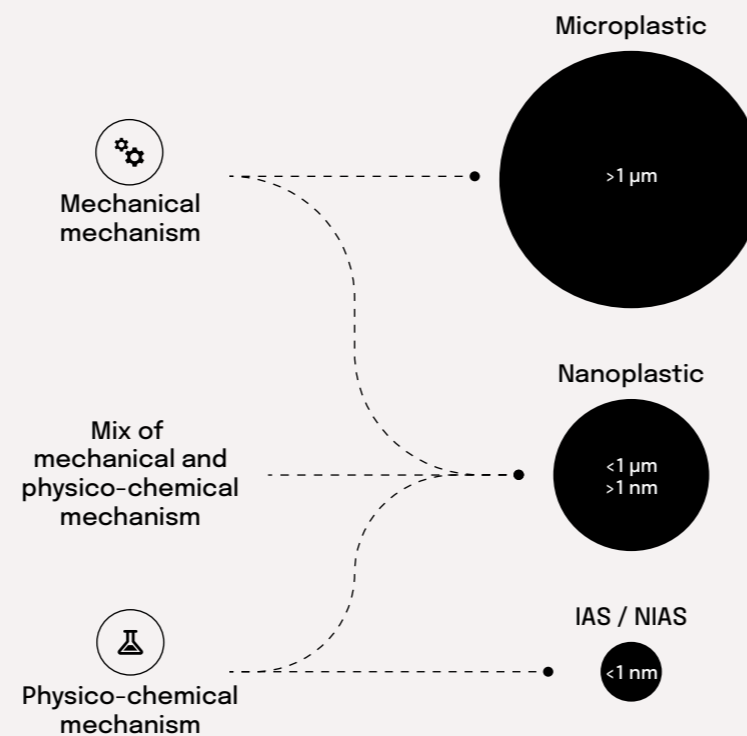 Microplastic
>1 µm
Mechanical
mechanism
Nanoplastic
Mix of
mechanical and
physico-chemical
mechanism
<1 µm
>1 nm
IAS / NIAS
<1 nm
Physico-chemical
mechanism